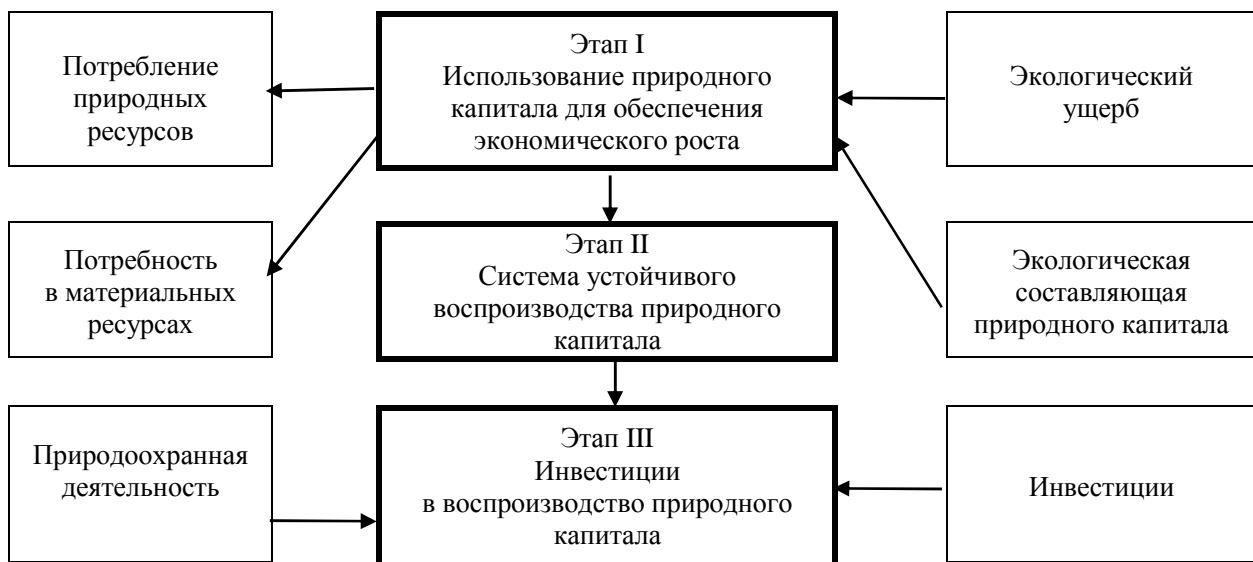 Потребление
природных
ресурсов
Этап I
Использование природного
капитала для обеспечения
экономического роста
Экологический
ущерб
Потребность
в материальных
ресурсах
Этап II
Система устойчивого
воспроизводства природного
капитала
Экологическая
составляющая
природного капитала
Природоохранная
деятельность
Этап III
Инвестиции
в воспроизводство природного
капитала
Инвестиции